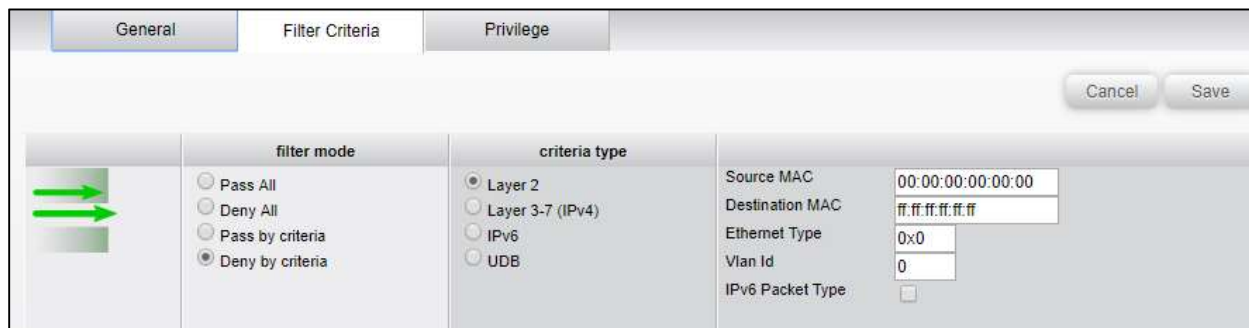 General Filter Criteria Privilege
Cancel Save
filter mode criteria type
Pass All
Deny All
Pass by criteria
Deny by criteria
Layer 2
Layer 3-7 (IPv4)
IPv6
UDB
Source MAC 00:00:00:00:00:00
Destination MAC ff:ff:ff:ff:ff:ff
Ethernet Type 0x0
Vlan Id 0
IPv6 Packet Type